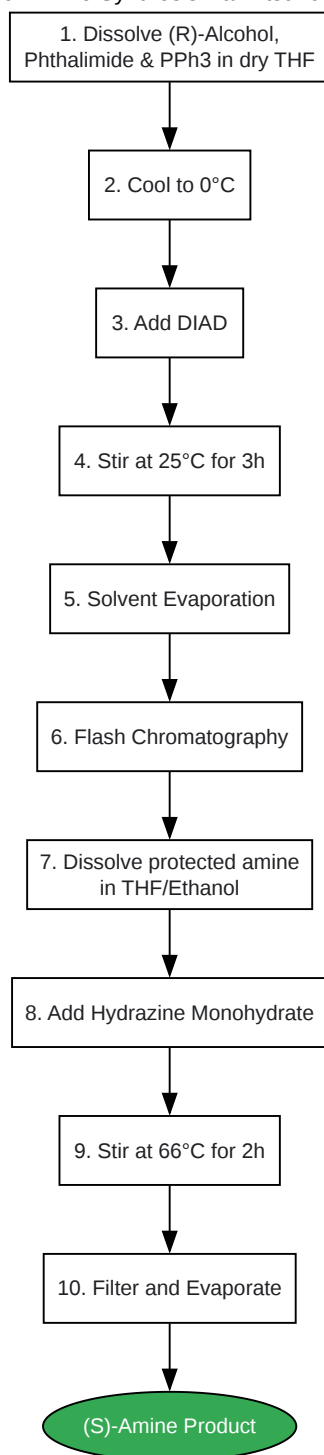 1. Dissolve (R)-Alcohol,
Phthalimide & PPh3 in dry THF
2. Cool to 0°C
3. Add DIAD
4. Stir at 25°C for 3h
5. Solvent Evaporation
6. Flash Chromatography
7. Dissolve protected amine
in THF/Ethanol
8. Add Hydrazine Monohydrate
9. Stir at 66°C for 2h
10. Filter and Evaporate
(S)-Amine Product